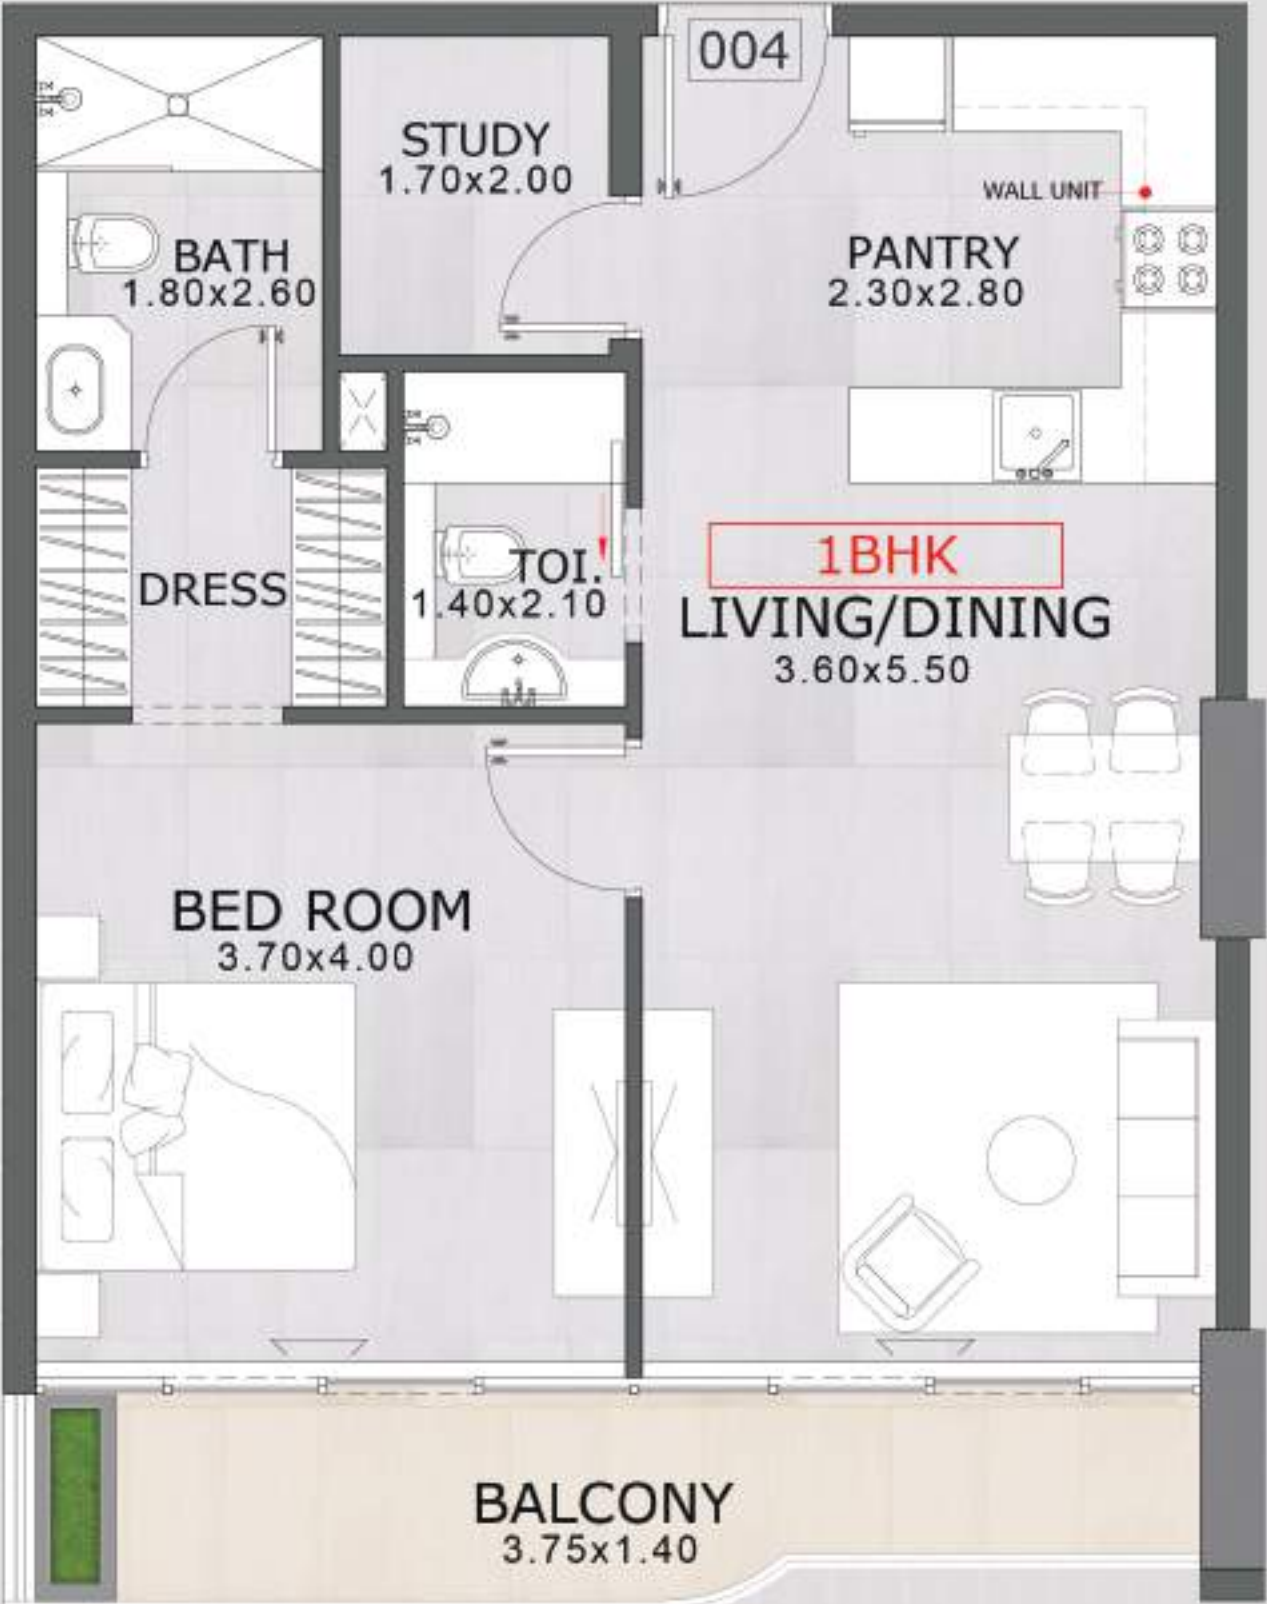 004
STUDY
1.70x2.00
WALL UNIT
BATH
1.80x2.60
PANTRY
2.30x2.80
1BHK
TOI.
1.40x2.10
DRESS
LIVING/DINING
3.60x5.50
BED ROOM
3.70x4.00
BALCONY
3.75x1.40